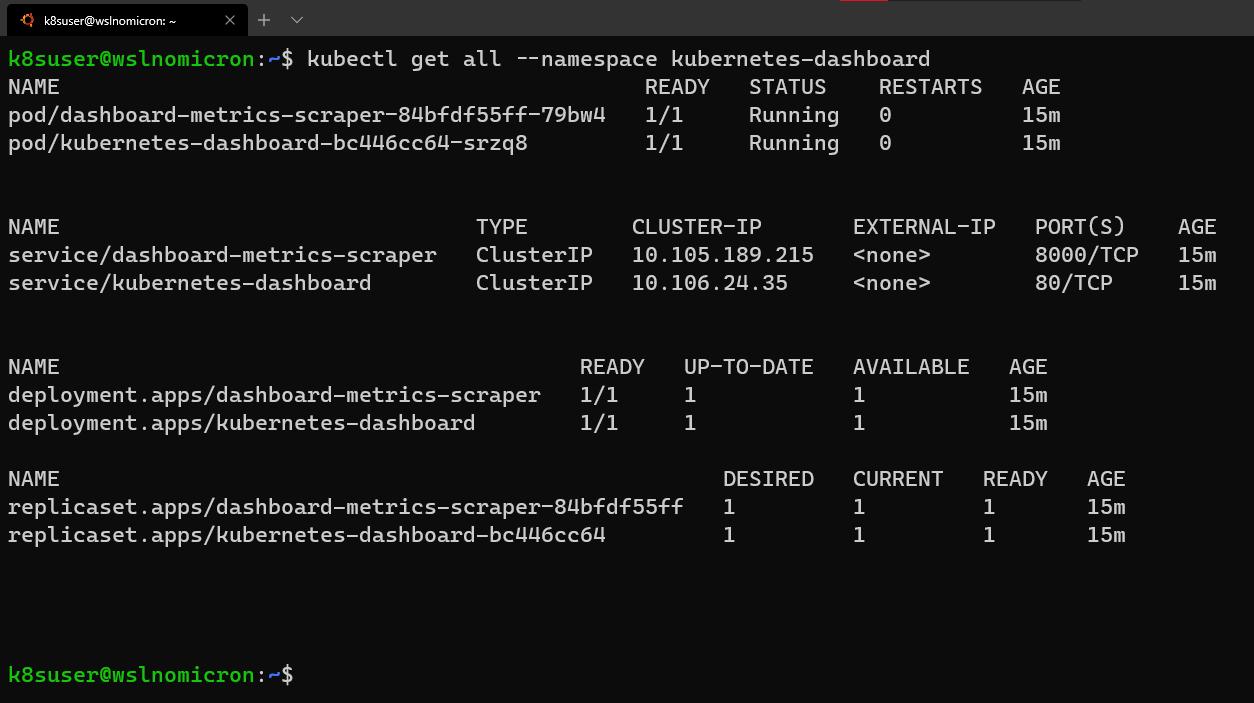 k8suser@wslnomicron: ~
k8suser@wslnomicron:~$ kubectl get all --namespace kubernetes-dashboard
NAME READY STATUS RESTARTS AGE
pod/dashboard-metrics-scraper-84bfdf55ff-79bw4 1/1 Running 0 15m
pod/kubernetes-dashboard-bc446cc64-srzq8 1/1 Running 0 15m
NAME TYPE CLUSTER-IP EXTERNAL-IP PORT(S) AGE
service/dashboard-metrics-scraper ClusterIP 10.105.189.215 <none> 8000/TCP 15m
service/kubernetes-dashboard ClusterIP 10.106.24.35 <none> 80/TCP 15m
NAME READY UP-TO-DATE AVAILABLE AGE
deployment.apps/dashboard-metrics-scraper 1/1 1 1 15m
deployment.apps/kubernetes-dashboard 1/1 1 1 15m
NAME DESIRED CURRENT READY AGE
replicaset.apps/dashboard-metrics-scraper-84bfdf55ff 1 1 1 15m
replicaset.apps/kubernetes-dashboard-bc446cc64 1 1 1 15m
k8suser@wslnomicron:~$